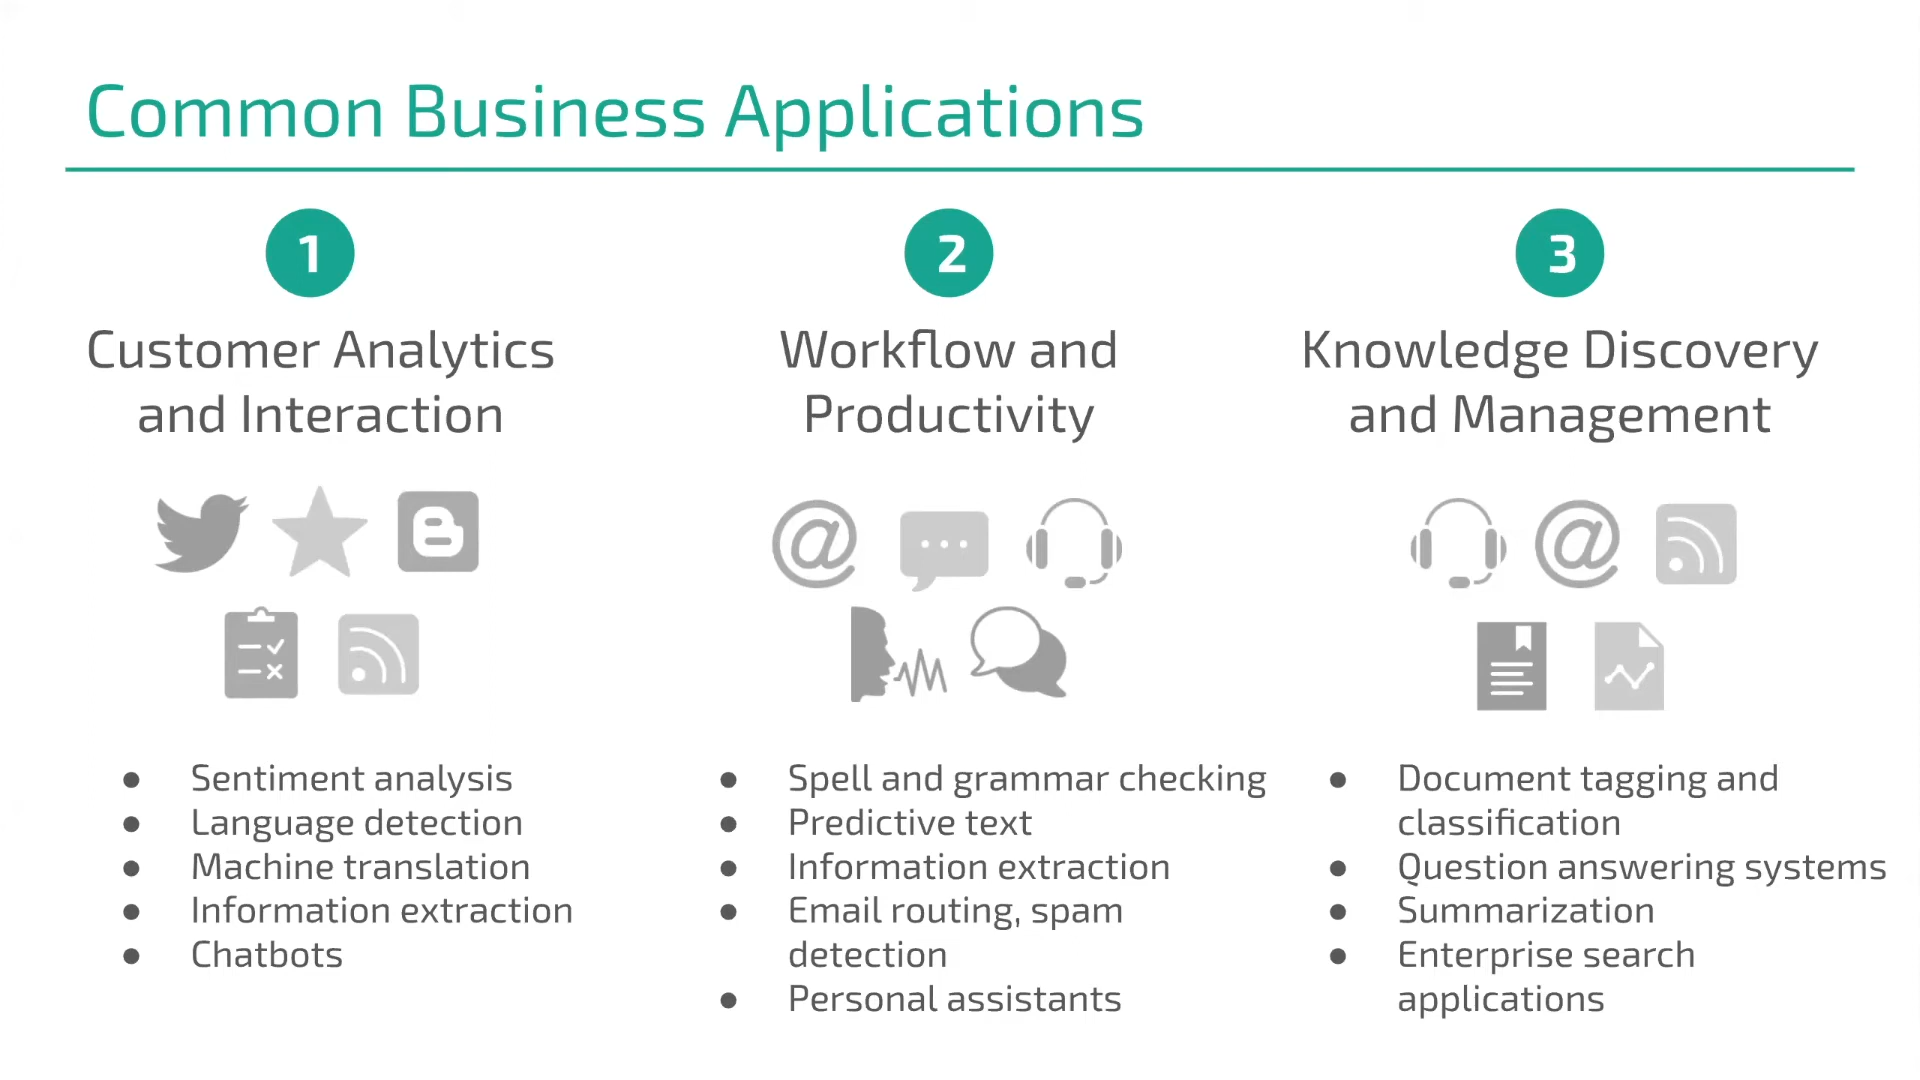 Common Business Applications
1
Customer Analytics
and Interaction
● Sentiment analysis
● Language detection
● Machine translation
● Information extraction
● Chatbots
2
Workflow and
Productivity
● Spell and grammar checking
● Predictive text
● Information extraction
● Email routing, spam
detection
● Personal assistants
3
Knowledge Discovery
and Management
● Document tagging and
classification
● Question answering systems
● Summarization
● Enterprise search
applications